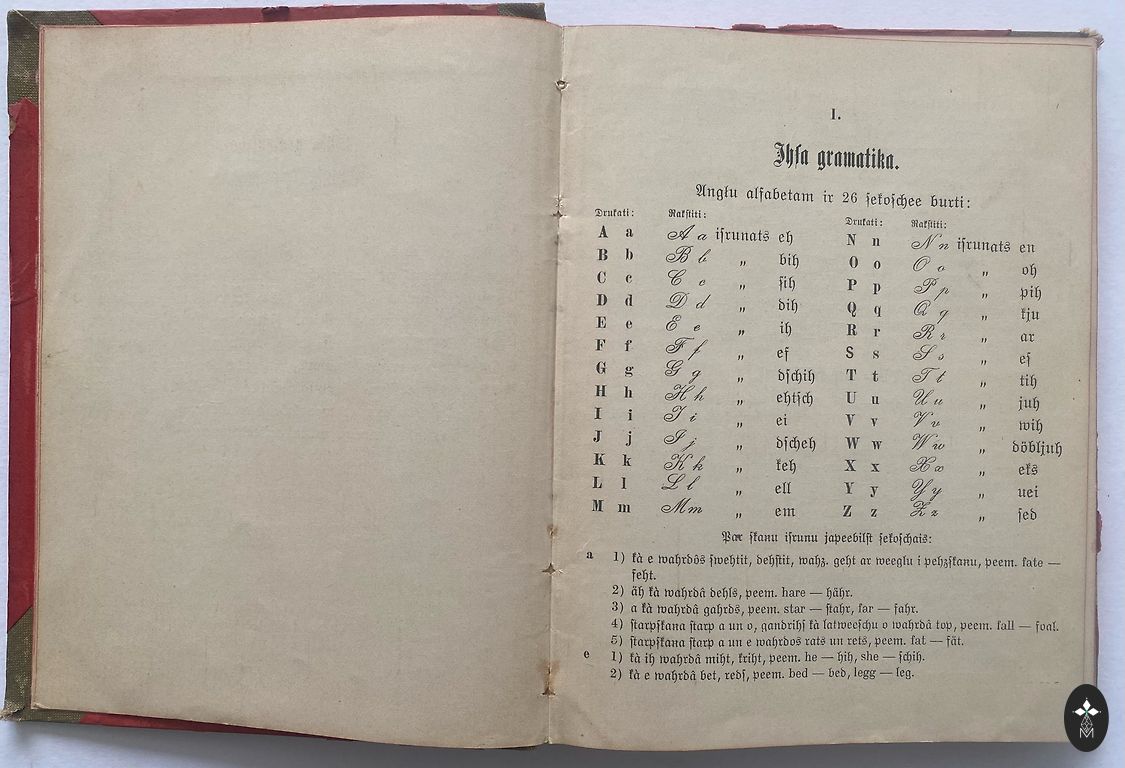 I.
Ihſa gramatika.
Anglu alfabetam ir 26 ſekoſchee burti:
Drukati: Rakſtiti: Drukati: Rakſtiti:
A a A a iſrunats eh N n N n iſrunats en
B b B b „ bih O o O o „ oh
C c C c „ ſih P p P p „ pih
D d D d „ dih Q q Q q „ kju
E e E e „ ih R r R r „ ar
F f F f „ ef S s S s „ eſ
G g G g „ dſchih T t T t „ tih
H h H h „ ehtſch U u U u „ juh
I i I i „ ei V v V v „ wih
J j J j „ dſcheh W w W w „ döbljuh
K k K k „ keh X x X x „ eks
L l L l „ ell Y y Y y „ uei
M m M m „ em Z z Z z „ ſed
Par ſkanu iſrunu japeebilſt ſekoſchais:
a 1) kà e wahrdôs ſwehtit, dehſtit, wahz. geht ar weeglu i pehzſkanu, peem. kate —
keht.
2) äh kà wahrdâ dehls, peem. hare — hähr.
3) a kà wahrdâ gahrds, peem. star — ſtahr, far — fahr.
4) ſtarpſkana ſtarp a un o, gandrihſ kà latweeſchu o wahrdâ top, peem. fall — foal.
5) ſtarpſkana ſtarp a un e wahrdos rats un rets, peem. fat — fät.
e 1) kà ih wahrdâ miht, kriht, peem. he — hih, she — ſchih.
2) kà e wahrdâ bet, redſ, peem. bed — bed, legg — leg.
M